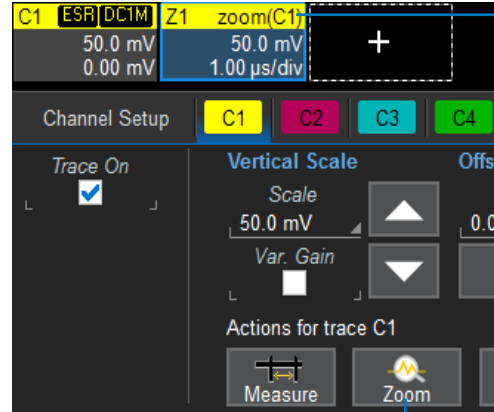 C1 ESR DC1M Z1 zoom(C1)
50.0 mV 50.0 mV +
0.00 mV 1.00 µs/div
Channel Setup C1 C2 C3 C4
Trace On Vertical Scale Offs
Scale
50.0 mV 0.0
Var. Gain
Actions for trace C1
Measure Zoom